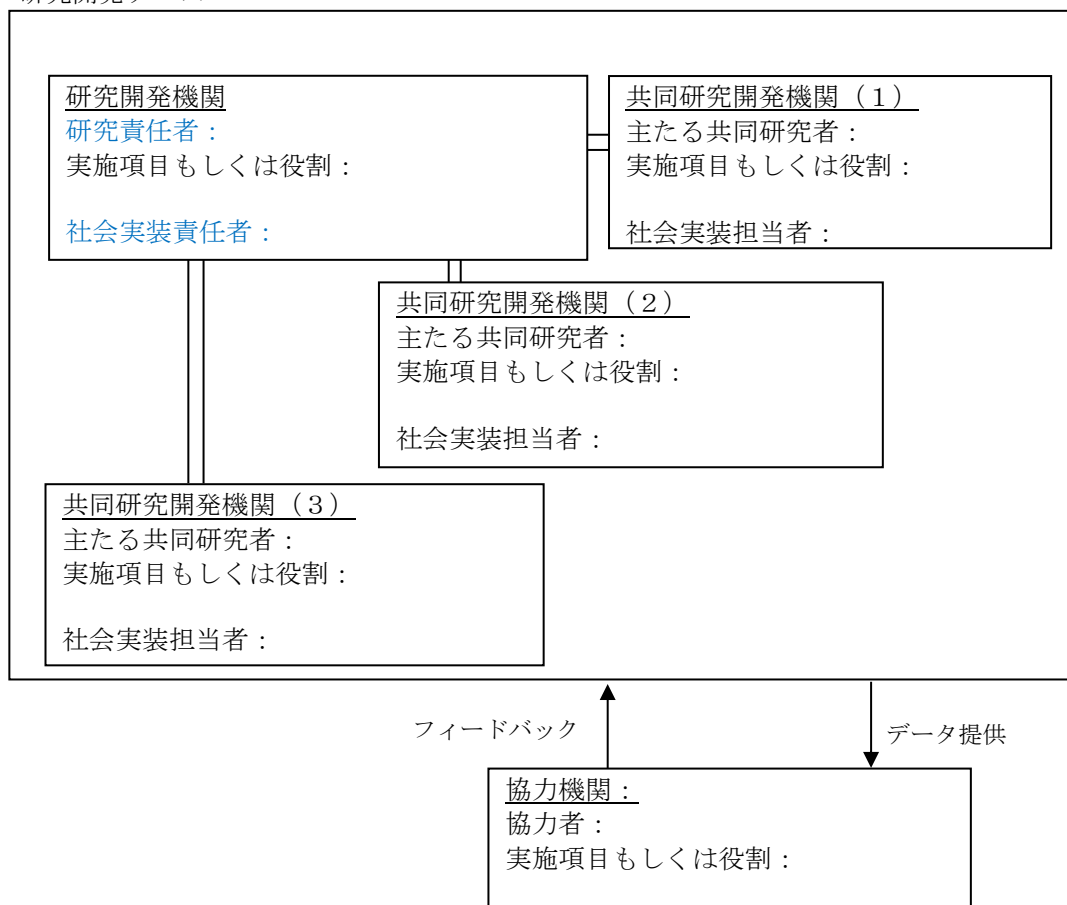 研究開発機関
研究責任者：
実施項目もしくは役割：
社会実装責任者：
共同研究開発機関（１）
主たる共同研究者：
実施項目もしくは役割：
社会実装担当者：
共同研究開発機関（２）
主たる共同研究者：
実施項目もしくは役割：
社会実装担当者：
共同研究開発機関（３）
主たる共同研究者：
実施項目もしくは役割：
社会実装担当者：
フィードバック
データ提供
協力機関：
協力者：
実施項目もしくは役割：